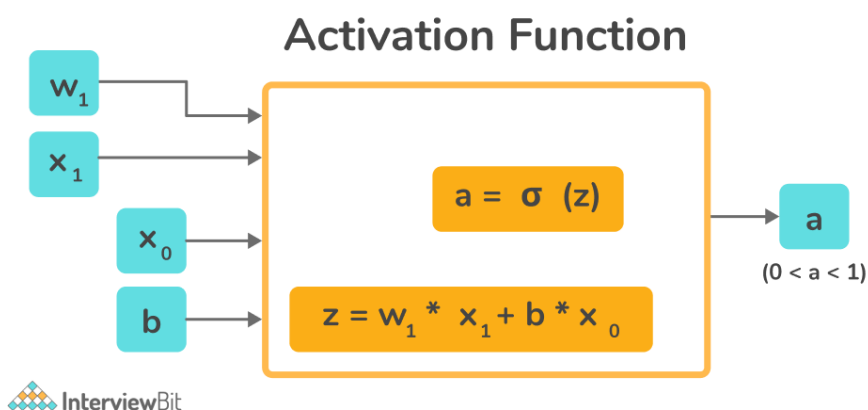 Activation Function
w₁
x₁
x₀
b
a = σ (z)
z = w₁ * x₁ + b * x₀
a
(0 < a < 1)
InterviewBit